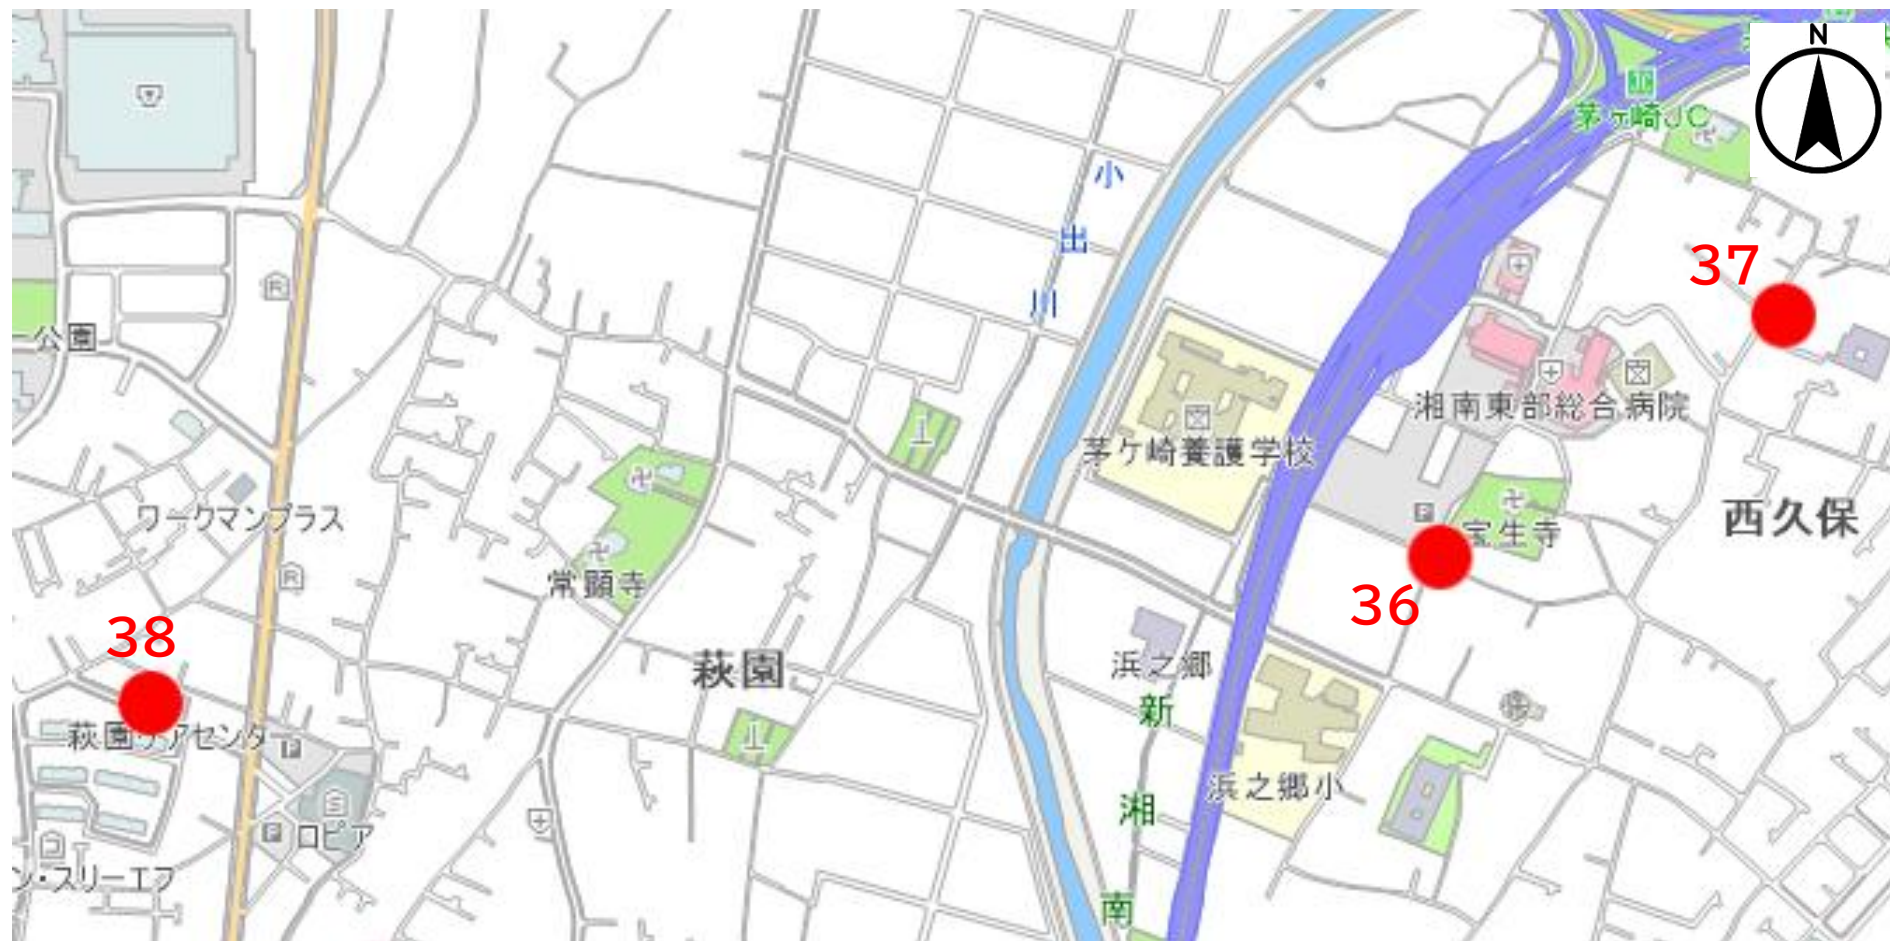 N
茅ヶ崎JC
小
出
川
37
公園
湘南東部総合病院
茅ケ崎養護学校
西久保
ワークマンプラス
宝生寺
常顕寺
36
38
浜之郷
萩園
新
萩園ケアセンター
浜之郷小
湘
ロピア
ン・スリーエフ
南
R
R
P
P
P
S